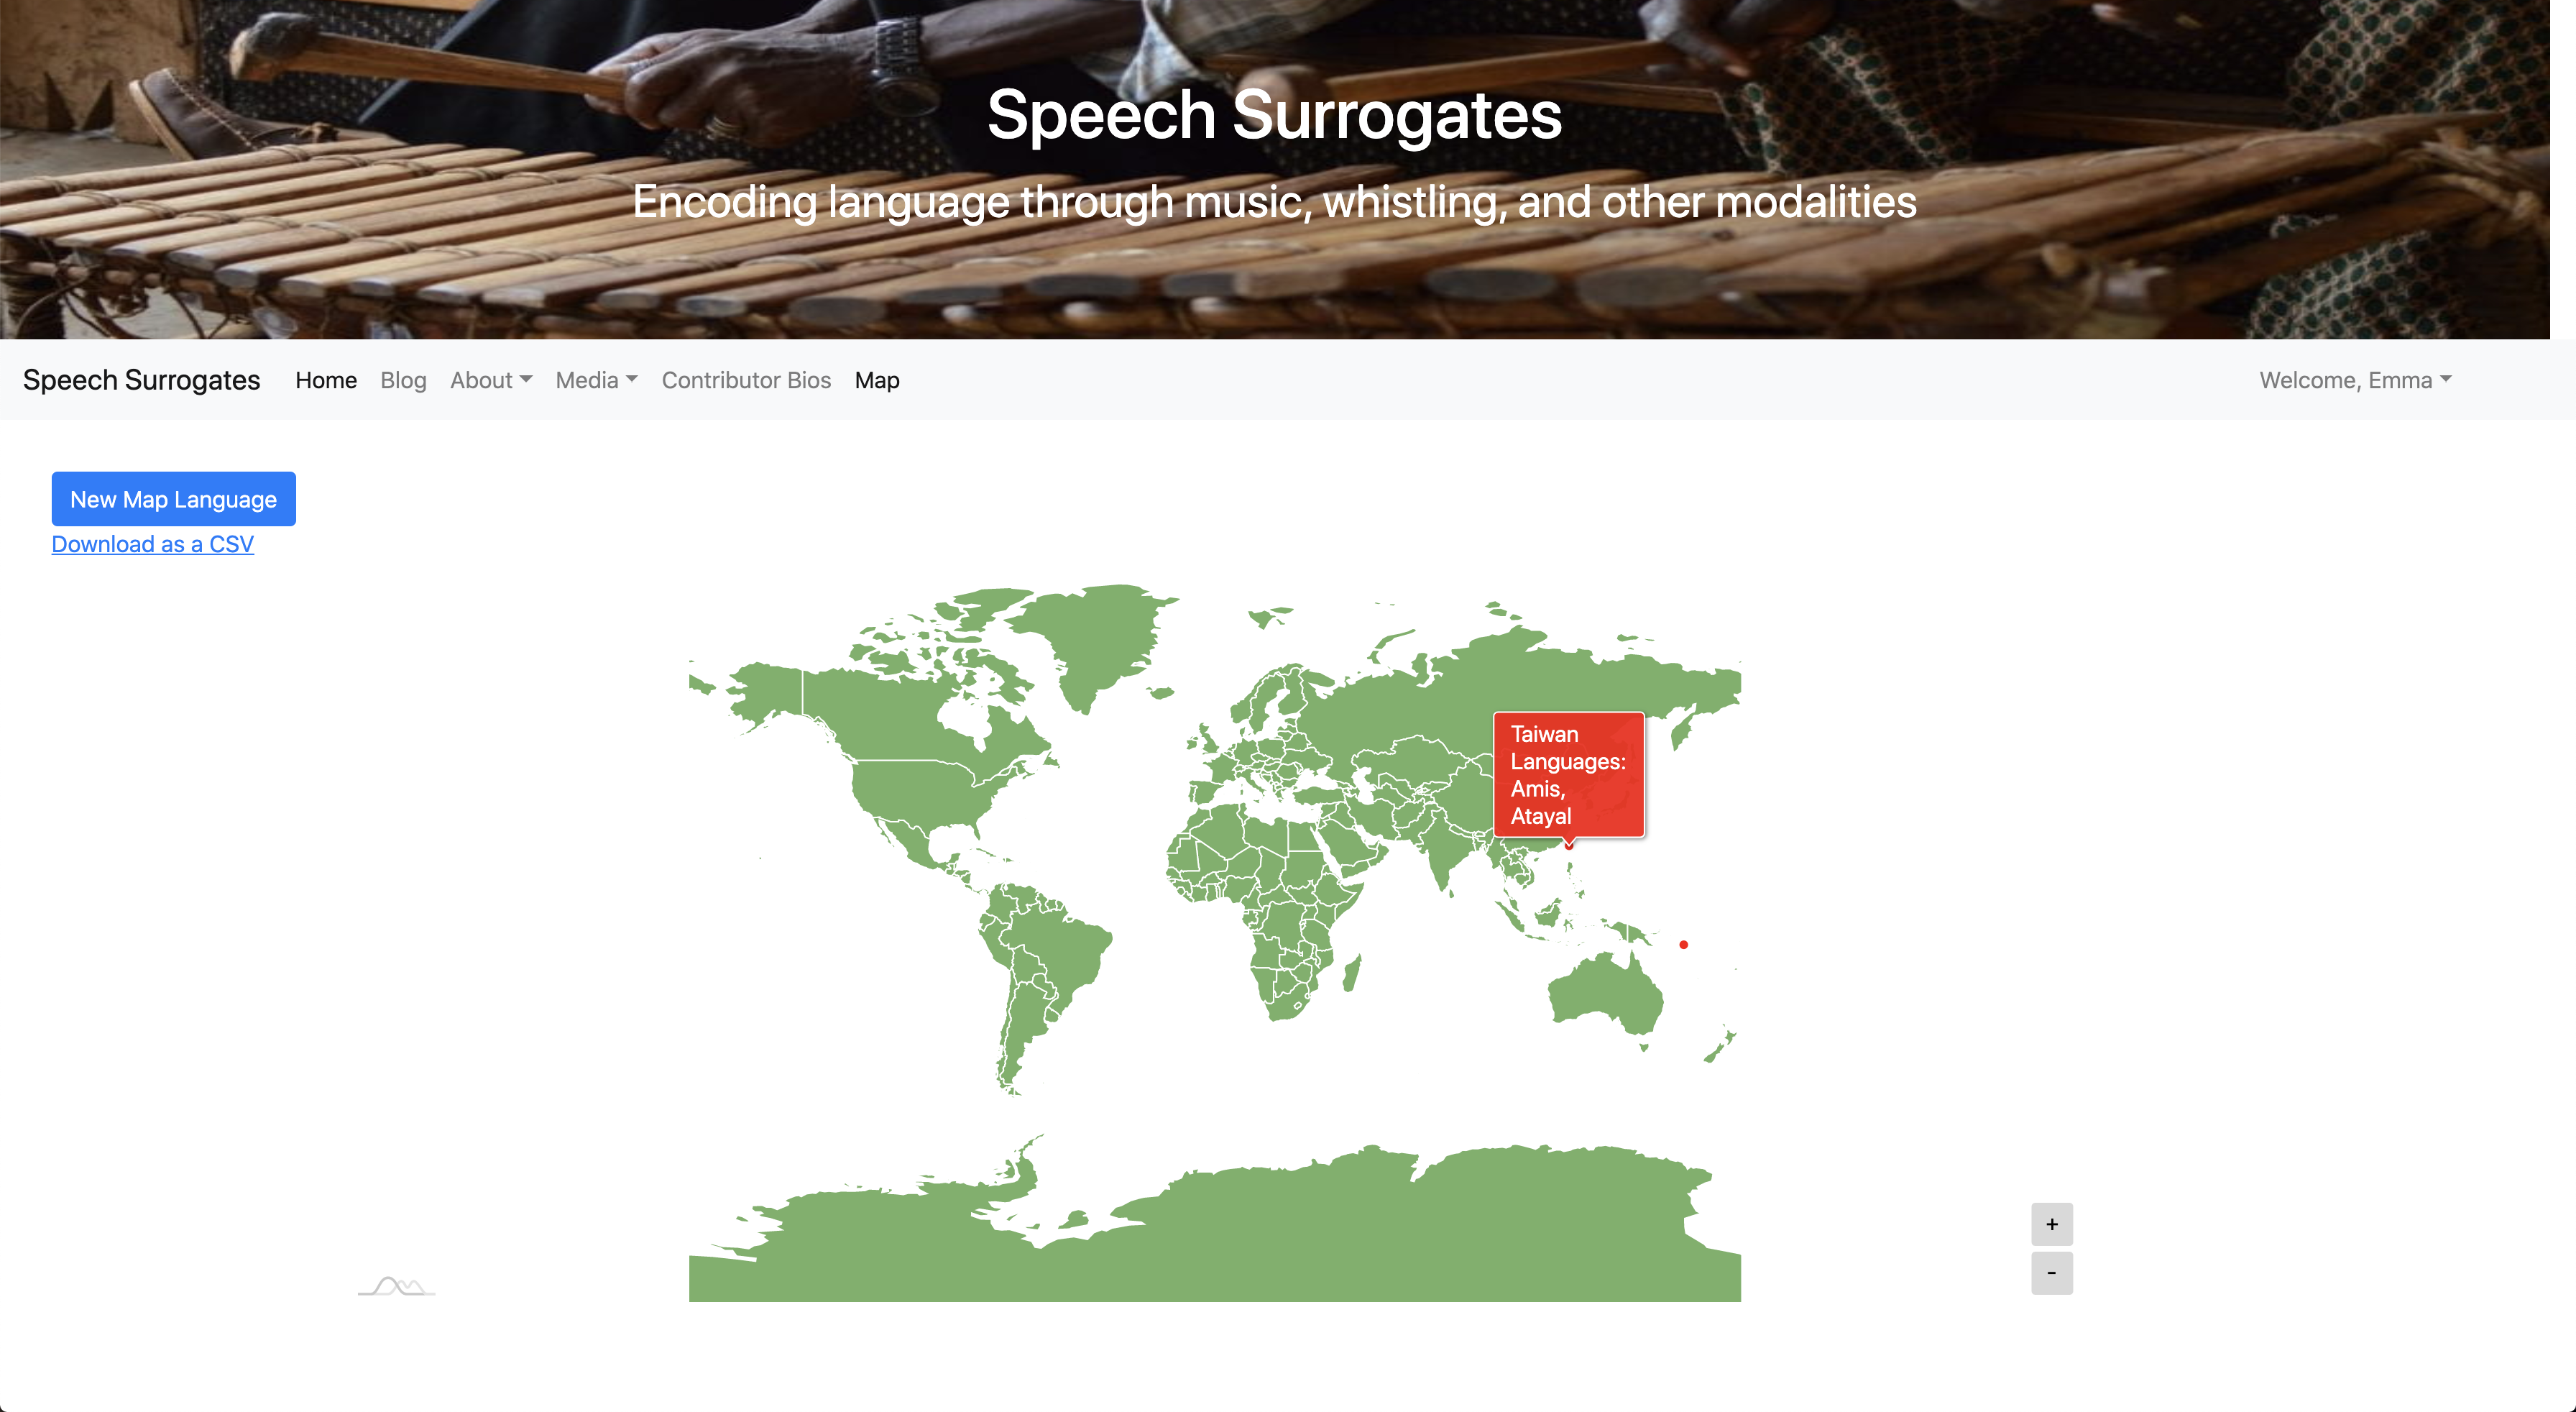 Speech Surrogates
Encoding language through music, whistling, and other modalities
Speech Surrogates Home Blog About Media Contributor Bios Map Welcome, Emma
New Map Language
Download as a CSV
Taiwan
Languages:
Amis,
Atayal
+
-